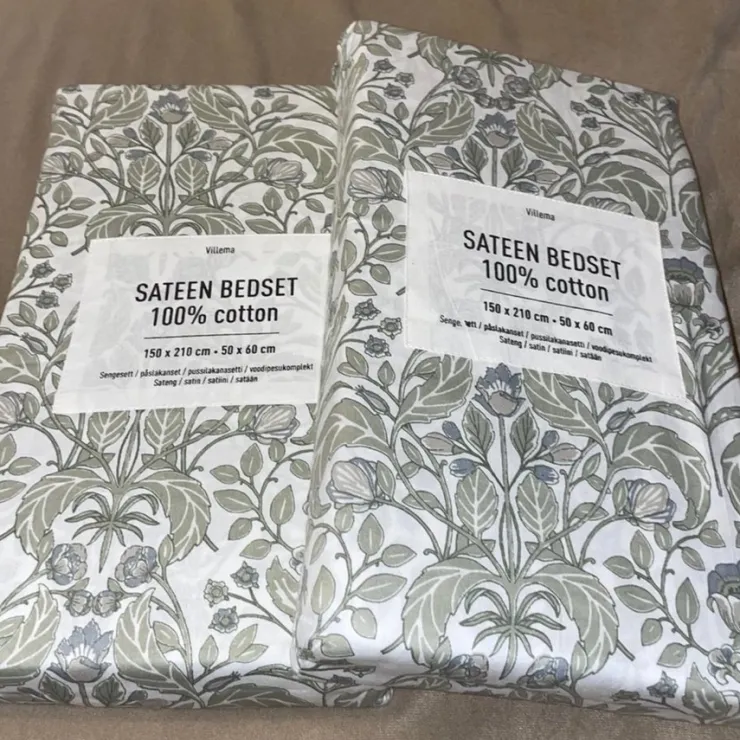 Villema
SATEEN BEDSET
100% cotton
150 x 210 cm • 50 x 60 cm
Sengesett / påslakanset / pussilakanasetti / voodipesukomplekt
Sateng / satin / satiini / satään
Villema
SATEEN BEDSET
100% cotton
150 x 210 cm • 50 x 60 cm
Sengesett / påslakanset / pussilakanasetti / voodipesukomplekt
Sateng / satin / satiini / satään